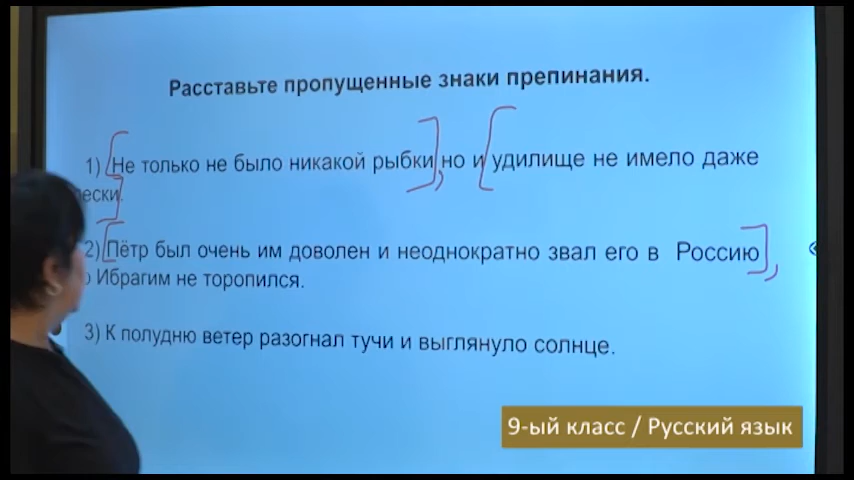 Расставьте пропущенные знаки препинания.
1) [Не только не было никакой рыбки], но и [удилище не имело даже
ески].
2) [Пётр был очень им доволен и неоднократно звал его в Россию],
Ибрагим не торопился.
3) К полудню ветер разогнал тучи и выглянуло солнце.
9-ый класс / Русский язык